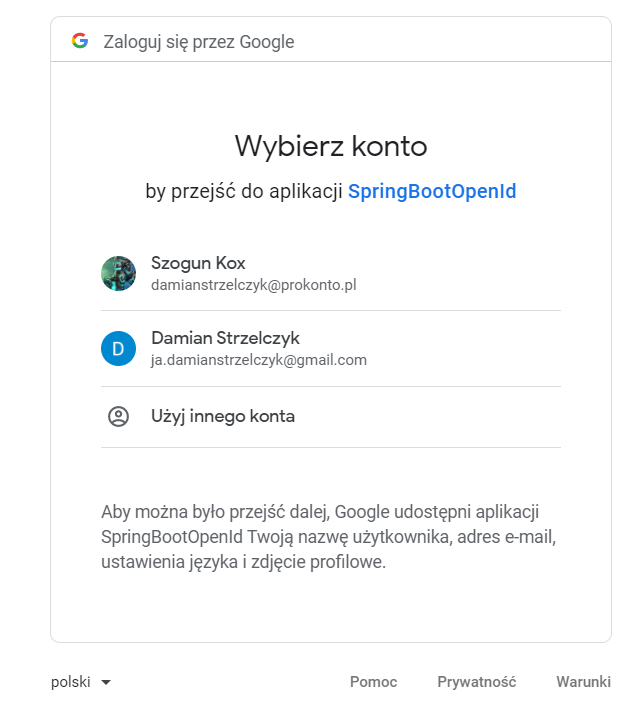 Zaloguj się przez Google
Wybierz konto
by przejść do aplikacji SpringBootOpenId
Szogun Kox
damianstrzelczyk@prokonto.pl
D
Damian Strzelczyk
ja.damianstrzelczyk@gmail.com
Użyj innego konta
Aby można było przejść dalej, Google udostępni aplikacji
SpringBootOpenId Twoją nazwę użytkownika, adres e-mail,
ustawienia języka i zdjęcie profilowe.
polski Pomoc Prywatność Warunki